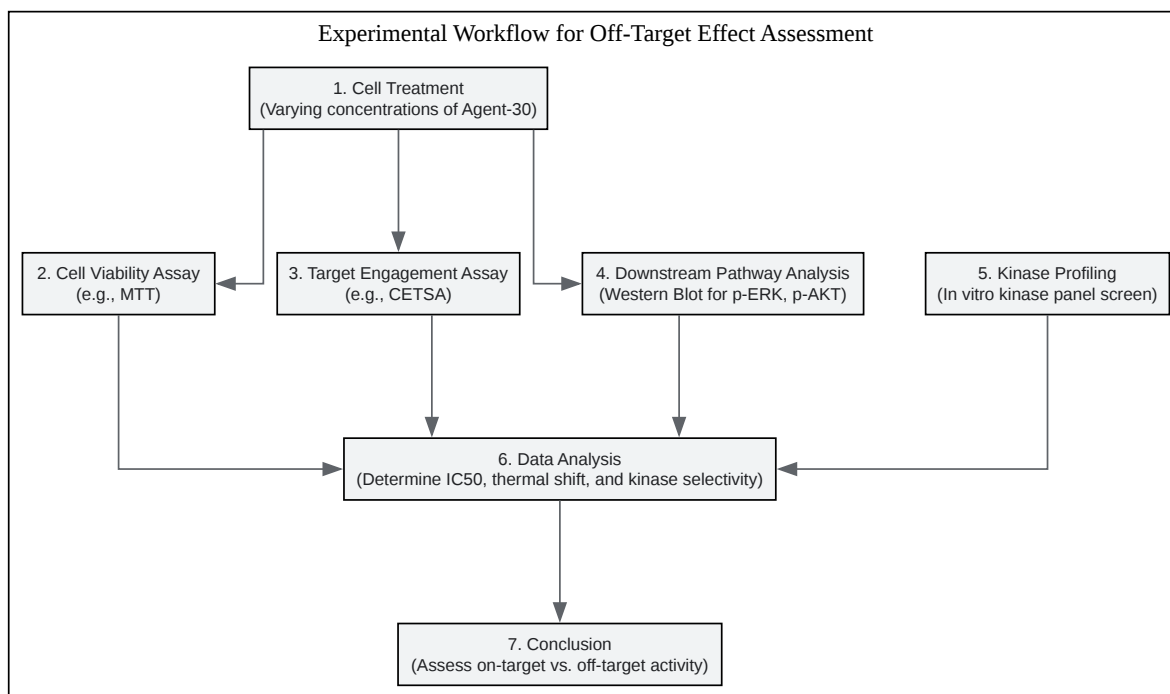 Experimental Workflow for Off-Target Effect Assessment
1. Cell Treatment
(Varying concentrations of Agent-30)
2. Cell Viability Assay
(e.g., MTT)
3. Target Engagement Assay
(e.g., CETSA)
4. Downstream Pathway Analysis
(Western Blot for p-ERK, p-AKT)
5. Kinase Profiling
(In vitro kinase panel screen)
6. Data Analysis
(Determine IC50, thermal shift, and kinase selectivity)
7. Conclusion
(Assess on-target vs. off-target activity)